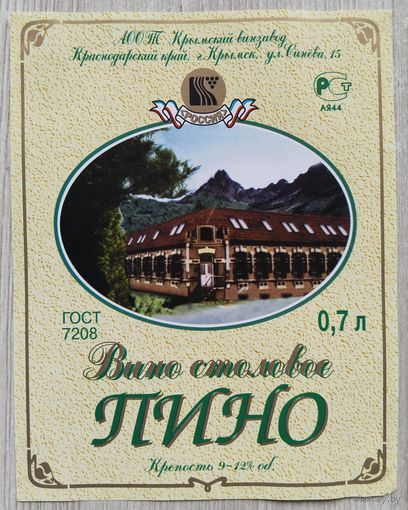 АООТ Крымский винзавод
Краснодарский край, г. Крымск, ул. Синёва, 15
РОССИЯ
РСТ
АЯ44
ГОСТ
7208
0,7 л
Вино столовое
ПИНО
Крепость 9-12% об.